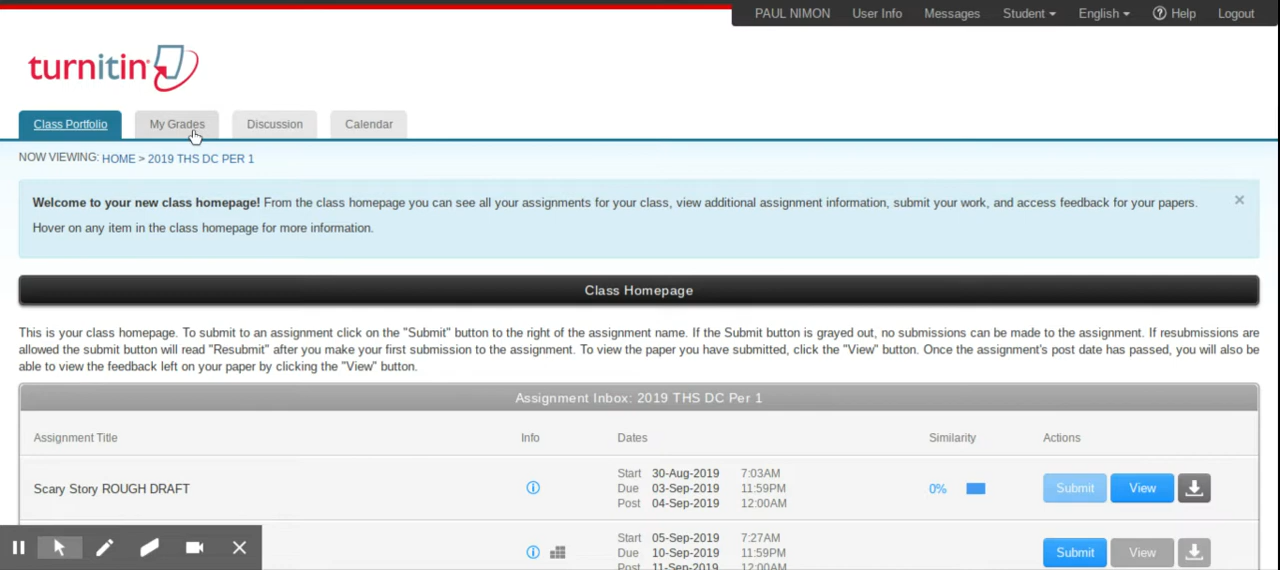 PAUL NIMON User Info Messages Student English Help Logout
turnitin
Class Portfolio My Grades Discussion Calendar
NOW VIEWING: HOME > 2019 THS DC PER 1
Welcome to your new class homepage! From the class homepage you can see all your assignments for your class, view additional assignment information, submit your work, and access feedback for your papers.
Hover on any item in the class homepage for more information.
Class Homepage
This is your class homepage. To submit to an assignment click on the "Submit" button to the right of the assignment name. If the Submit button is grayed out, no submissions can be made to the assignment. If resubmissions are
allowed the submit button will read "Resubmit" after you make your first submission to the assignment. To view the paper you have submitted, click the "View" button. Once the assignment's post date has passed, you will also be
able to view the feedback left on your paper by clicking the "View" button.
Assignment Inbox: 2019 THS DC Per 1
Assignment Title Info Dates Similarity Actions
Start 30-Aug-2019 7:03AM
Scary Story ROUGH DRAFT Due 03-Sep-2019 11:59PM 0% Submit View
Post 04-Sep-2019 12:00AM
Start 05-Sep-2019 7:27AM
Due 10-Sep-2019 11:59PM Submit View
Post 11-Sep-2019 12:00AM